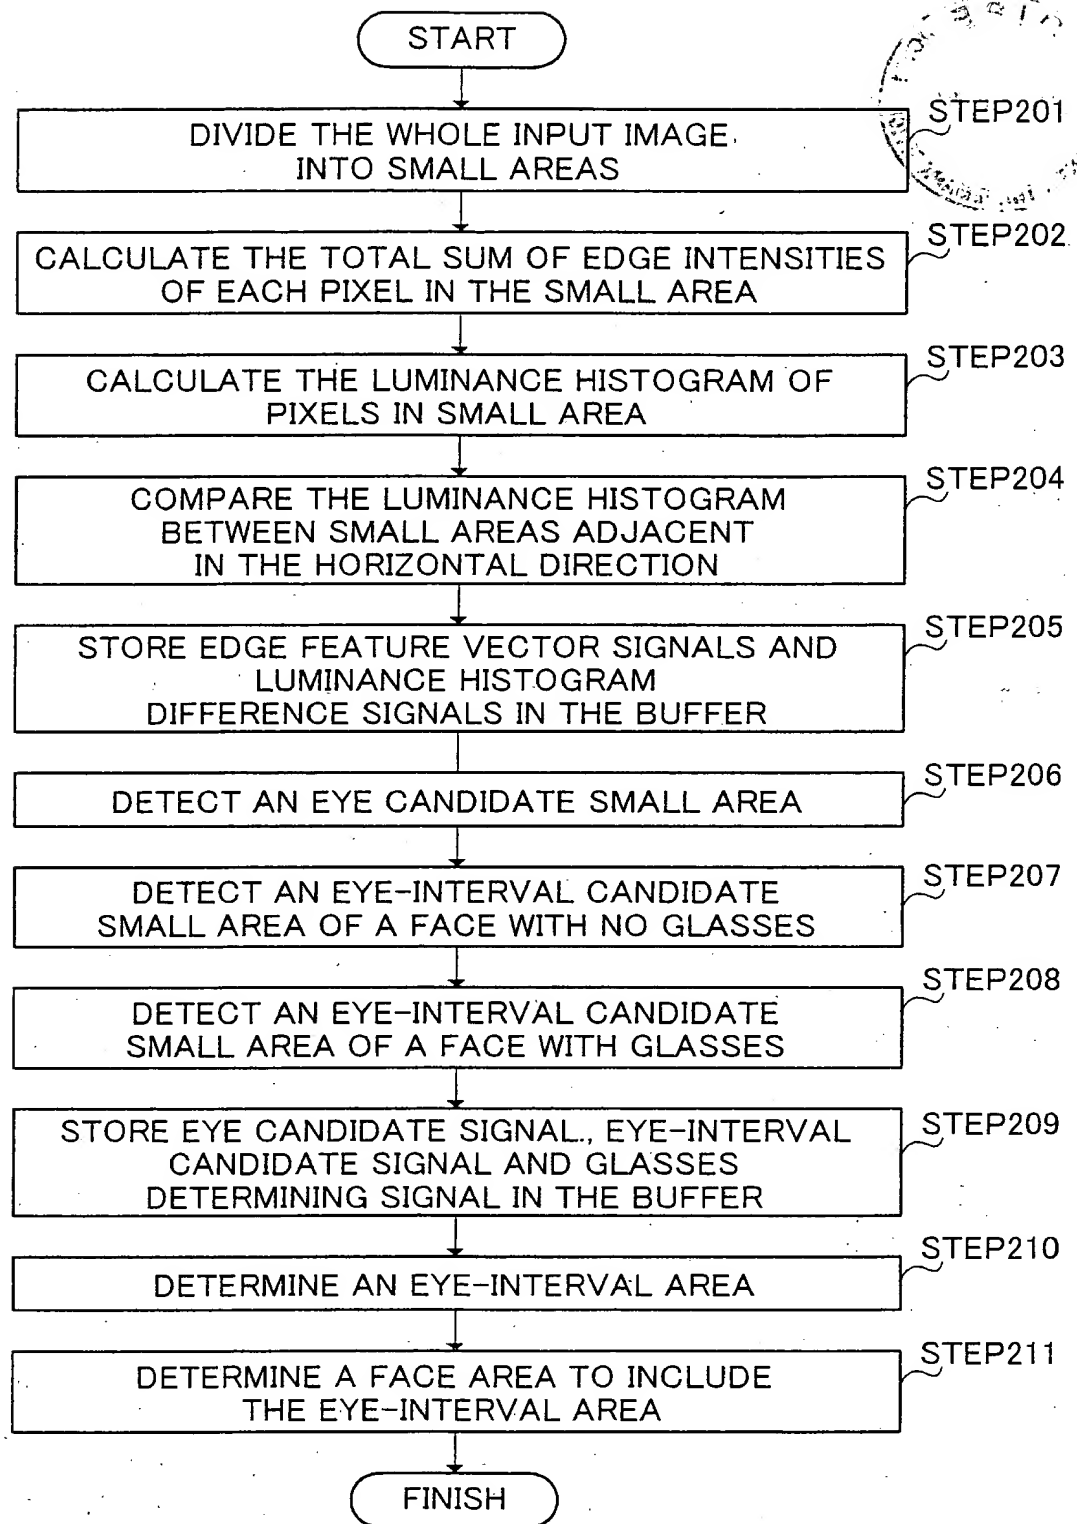 START
STEP201
DIVIDE THE WHOLE INPUT IMAGE
INTO SMALL AREAS
STEP202
CALCULATE THE TOTAL SUM OF EDGE INTENSITIES
OF EACH PIXEL IN THE SMALL AREA
STEP203
CALCULATE THE LUMINANCE HISTOGRAM OF
PIXELS IN SMALL AREA
STEP204
COMPARE THE LUMINANCE HISTOGRAM
BETWEEN SMALL AREAS ADJACENT
IN THE HORIZONTAL DIRECTION
STEP205
STORE EDGE FEATURE VECTOR SIGNALS AND
LUMINANCE HISTOGRAM
DIFFERENCE SIGNALS IN THE BUFFER
STEP206
DETECT AN EYE CANDIDATE SMALL AREA
STEP207
DETECT AN EYE-INTERVAL CANDIDATE
SMALL AREA OF A FACE WITH NO GLASSES
STEP208
DETECT AN EYE-INTERVAL CANDIDATE
SMALL AREA OF A FACE WITH GLASSES
STEP209
STORE EYE CANDIDATE SIGNAL., EYE-INTERVAL
CANDIDATE SIGNAL AND GLASSES
DETERMINING SIGNAL IN THE BUFFER
STEP210
DETERMINE AN EYE-INTERVAL AREA
STEP211
DETERMINE A FACE AREA TO INCLUDE
THE EYE-INTERVAL AREA
FINISH